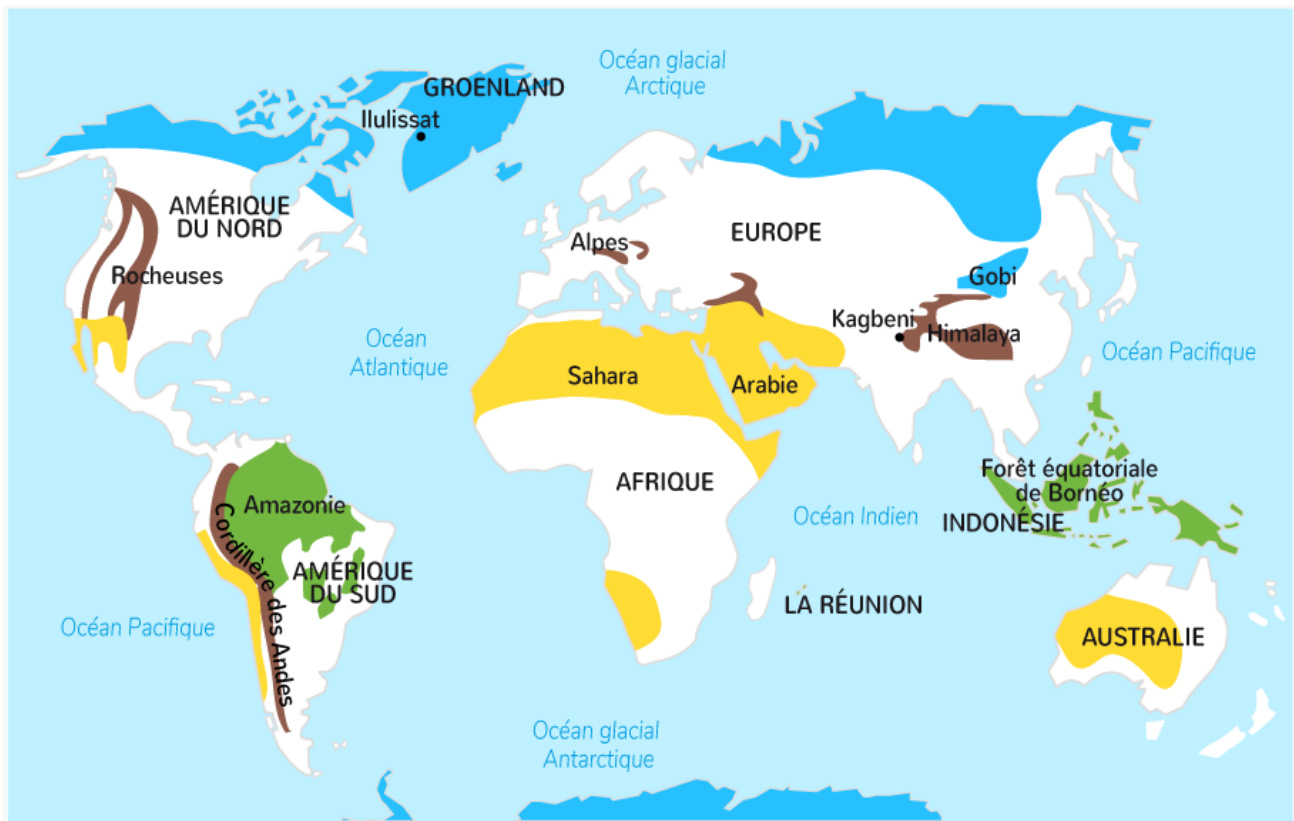 Océan glacial
Arctique
GROENLAND
Ilulissat
AMÉRIQUE
DU NORD
Rocheuses
Alpes
EUROPE
Gobi
Kagbeni
Himalaya
Océan
Atlantique
Océan Pacifique
Sahara
Arabie
Forêt équatoriale
de Bornéo
INDONÉSIE
AFRIQUE
Océan Indien
Amazonie
Cordillère des Andes
AMÉRIQUE
DU SUD
LA RÉUNION
Océan Pacifique
AUSTRALIE
Océan glacial
Antarctique